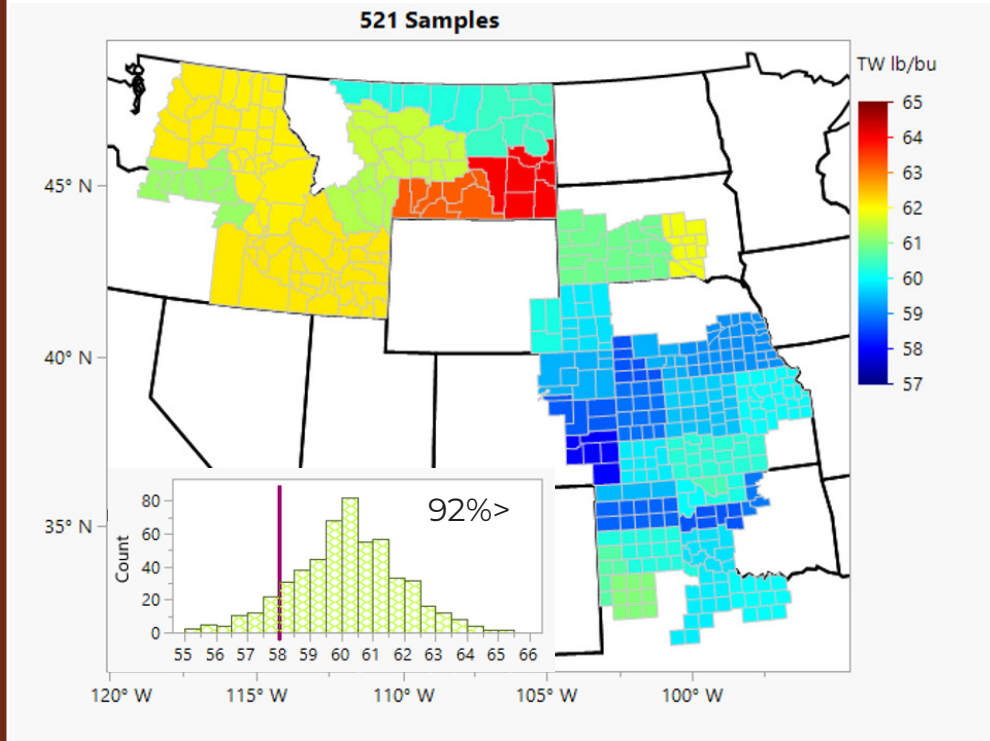 521 Samples
TW lb/bu
65
64
63
62
61
60
59
58
57
45° N
40° N
35° N
92%>
Count
80
60
40
20
0
55 56 57 58 59 60 61 62 63 64 65 66
120° W 115° W 110° W 105° W 100° W